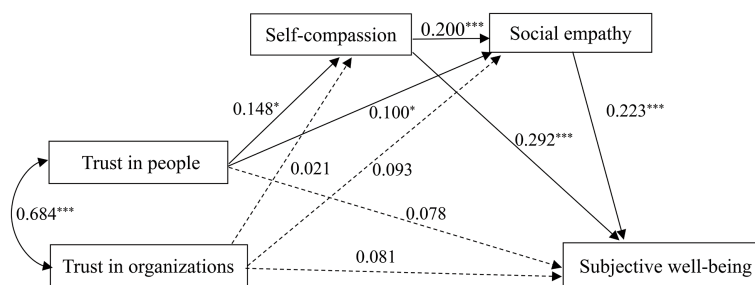 Self-compassion
0.200***
Social empathy
0.148*
0.100*
0.223***
0.292***
Trust in people
0.021
0.093
0.684***
0.078
Trust in organizations
0.081
Subjective well-being